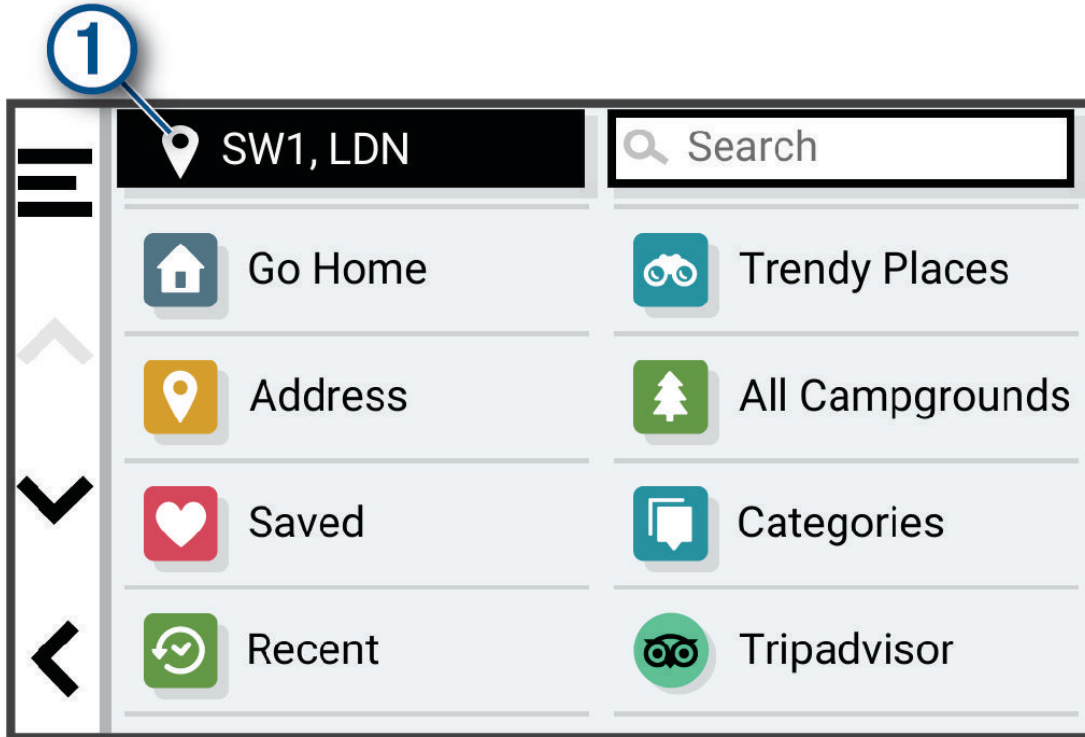 1
SW1, LDN
Search
Go Home
Trendy Places
Address
All Campgrounds
Saved
Categories
Recent
Tripadvisor